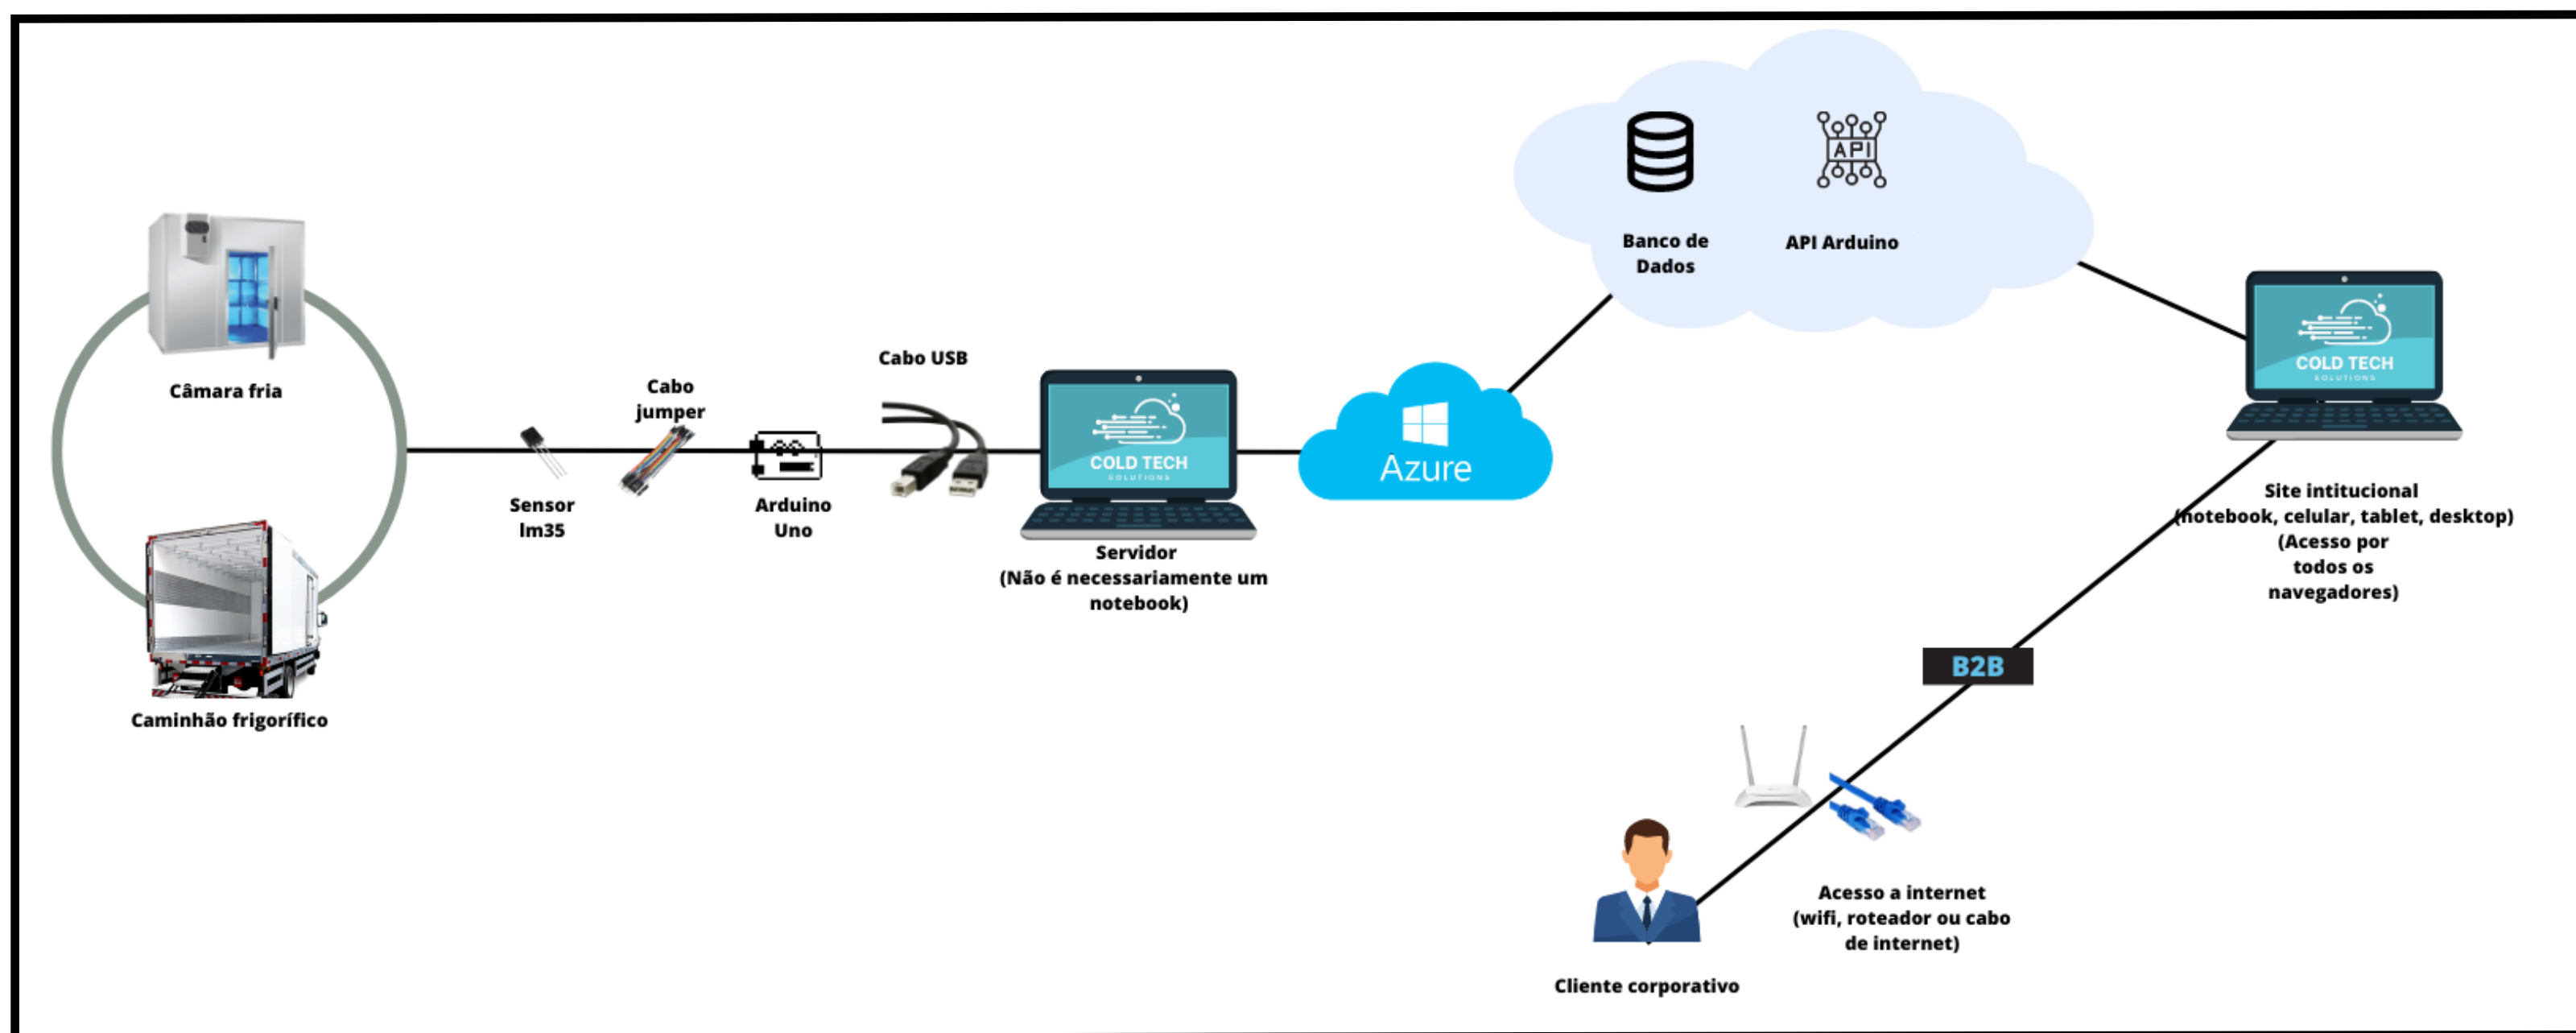 Câmara fria
Caminhão frigorífico
Sensor
lm35
Cabo
jumper
Arduino
Uno
Cabo USB
COLD TECH
SOLUTIONS
Servidor
(Não é necessariamente um
notebook)
Azure
Banco de
Dados
API
API Arduino
COLD TECH
SOLUTIONS
Site intitucional
(notebook, celular, tablet, desktop)
(Acesso por
todos os
navegadores)
B2B
Acesso a internet
(wifi, roteador ou cabo
de internet)
Cliente corporativo